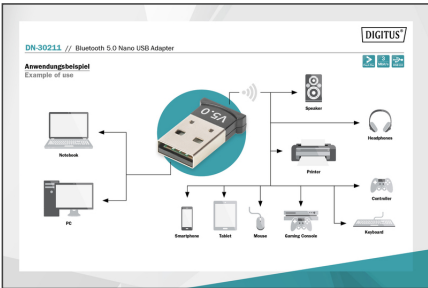 DIGITUS®
DN-30211 // Bluetooth 5.0 Nano USB Adapter
Anwendungsbeispiel
Example of use
V5.0
Speaker
Notebook
Headphones
Printer
PC
Controller
Smartphone
Tablet
Mouse
Gaming Console
Keyboard